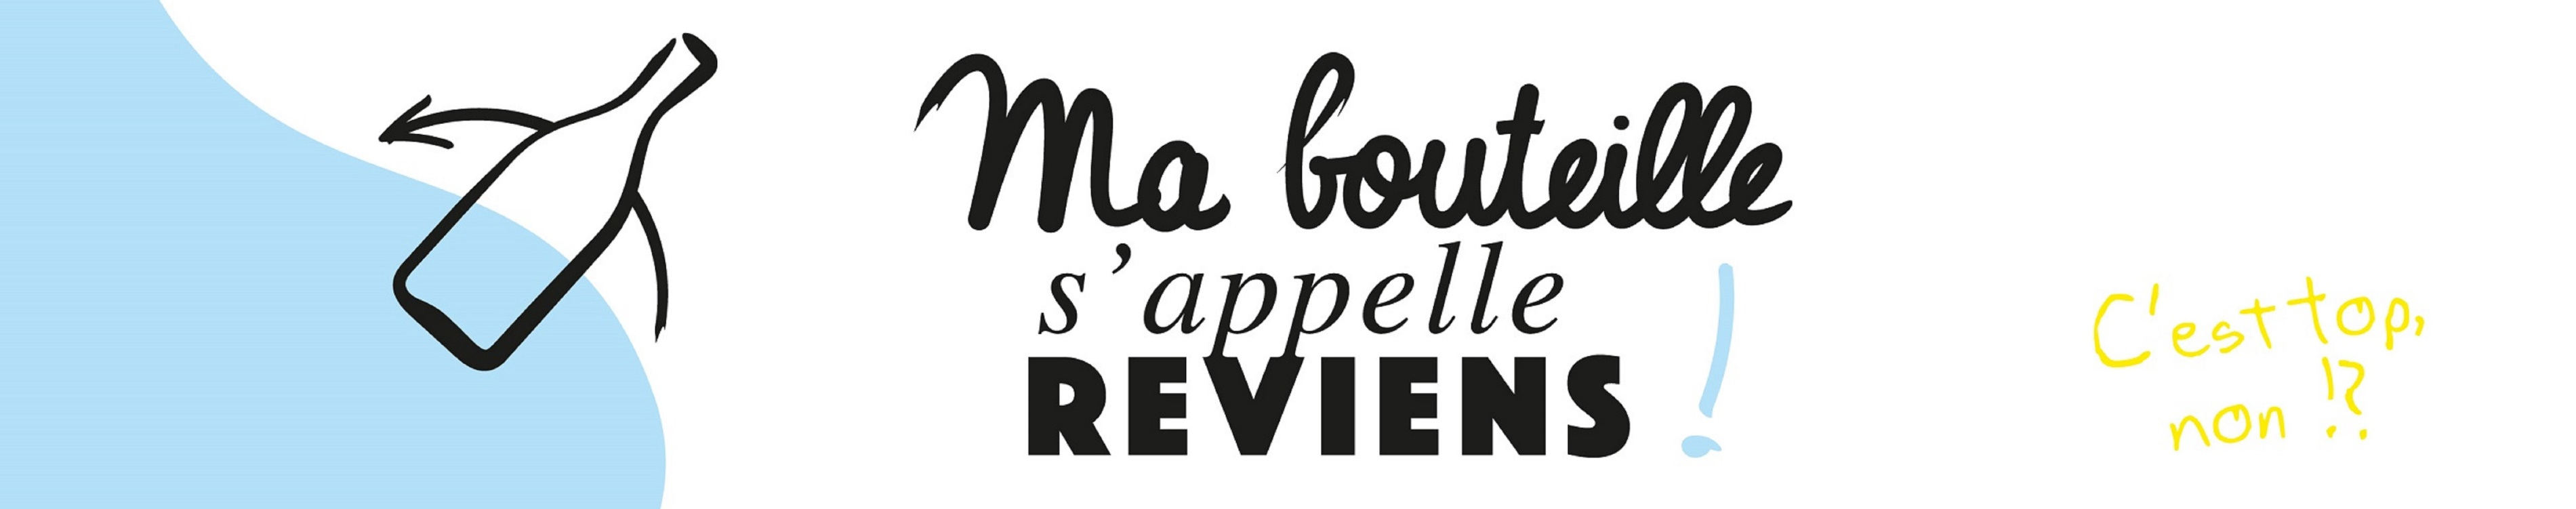 Ma bouteille
s'appelle
REVIENS !
C'est top,
non !?